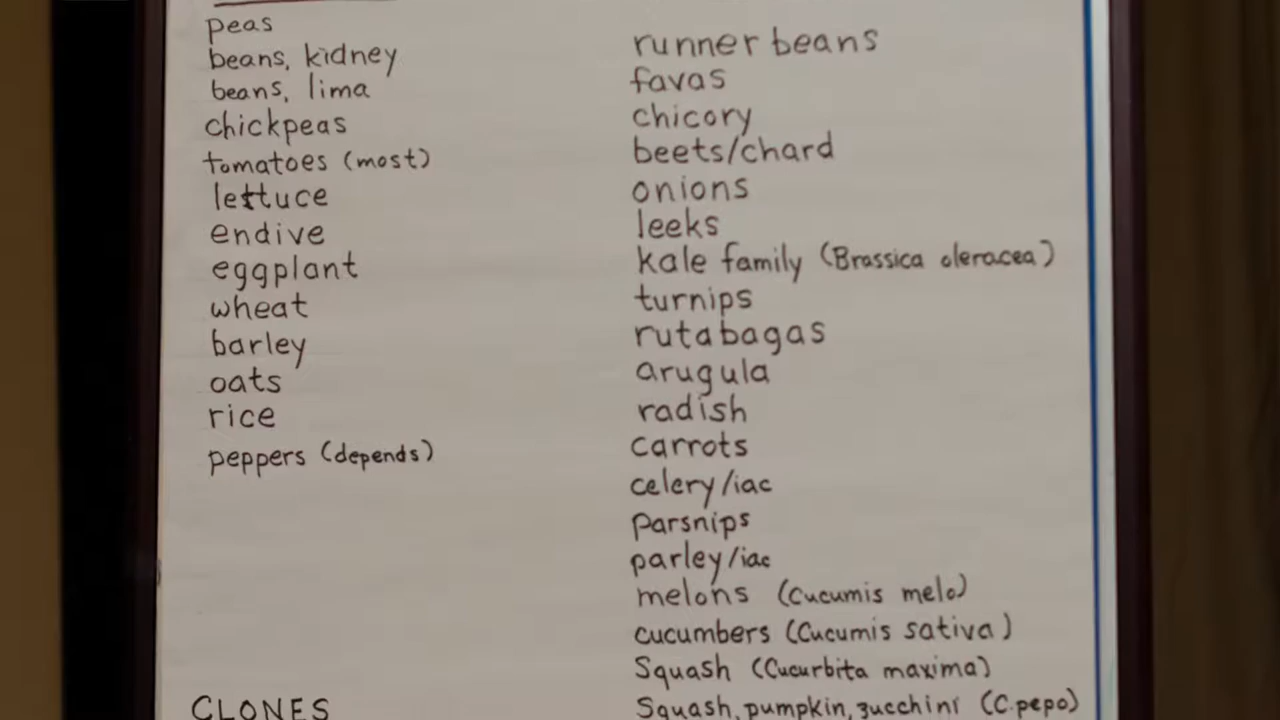 peas
beans, kidney
beans, lima
chickpeas
tomatoes (most)
lettuce
endive
eggplant
wheat
barley
oats
rice
peppers (depends)
CLONES
runner beans
favas
chicory
beets/chard
onions
leeks
kale family (Brassica oleracea)
turnips
rutabagas
arugula
radish
carrots
celery/iac
parsnips
parley/iac
melons (Cucumis melo)
cucumbers (Cucumis sativa)
Squash (Cucurbita maxima)
Squash, pumpkin, zucchini (C. pepo)